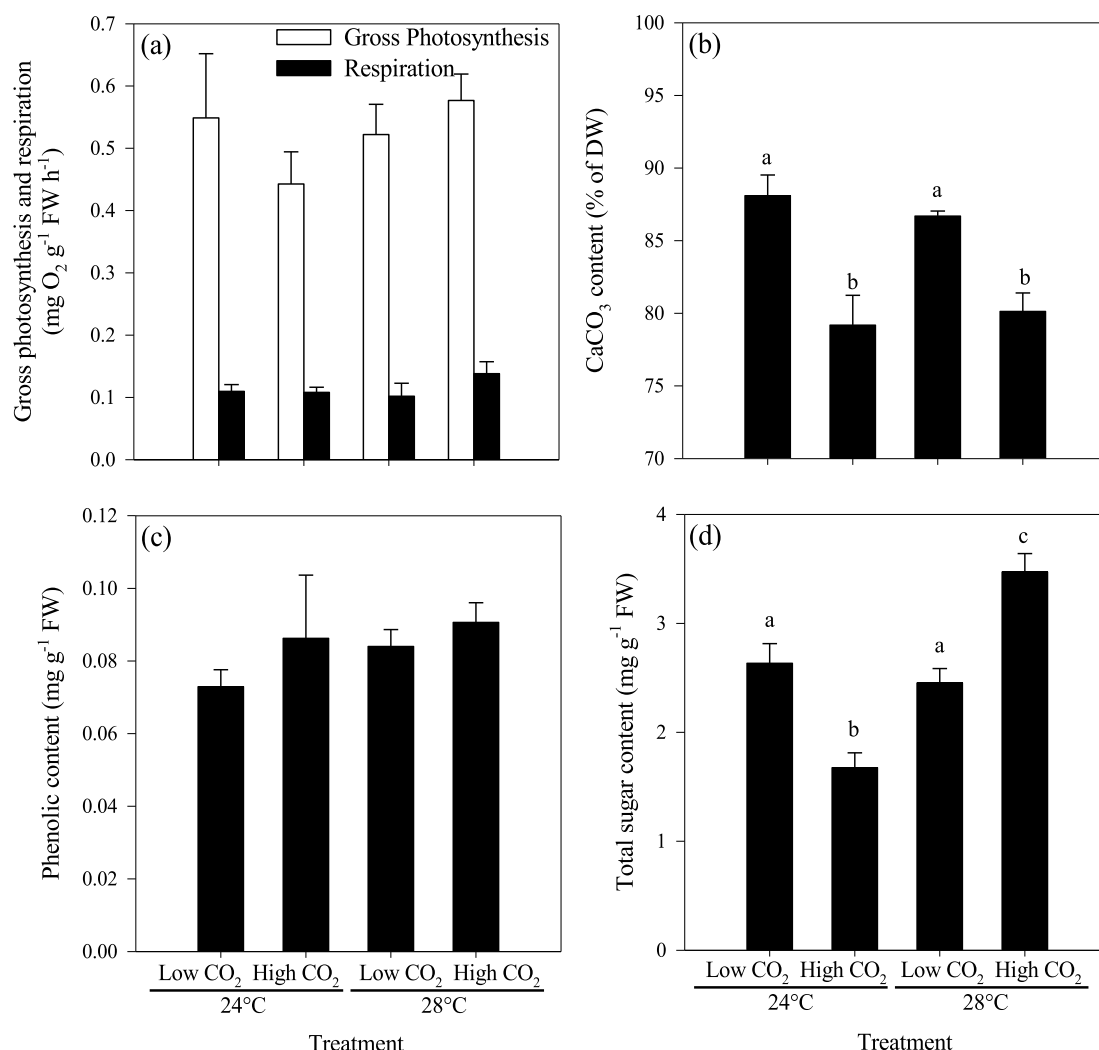 (a)
Gross Photosynthesis
Respiration
Gross photosynthesis and respiration
(mg O₂ g⁻¹ FW h⁻¹)
0.7
0.6
0.5
0.4
0.3
0.2
0.1
0.0
(b)
CaCO₃ content (% of DW)
100
95
90
85
80
75
70
a
b
a
b
(c)
Phenolic content (mg g⁻¹ FW)
0.12
0.10
0.08
0.06
0.04
0.02
0.00
Low CO₂ High CO₂ Low CO₂ High CO₂
24°C 28°C
Treatment
(d)
Total sugar content (mg g⁻¹ FW)
4
3
2
1
0
a
b
a
c
Low CO₂ High CO₂ Low CO₂ High CO₂
24°C 28°C
Treatment